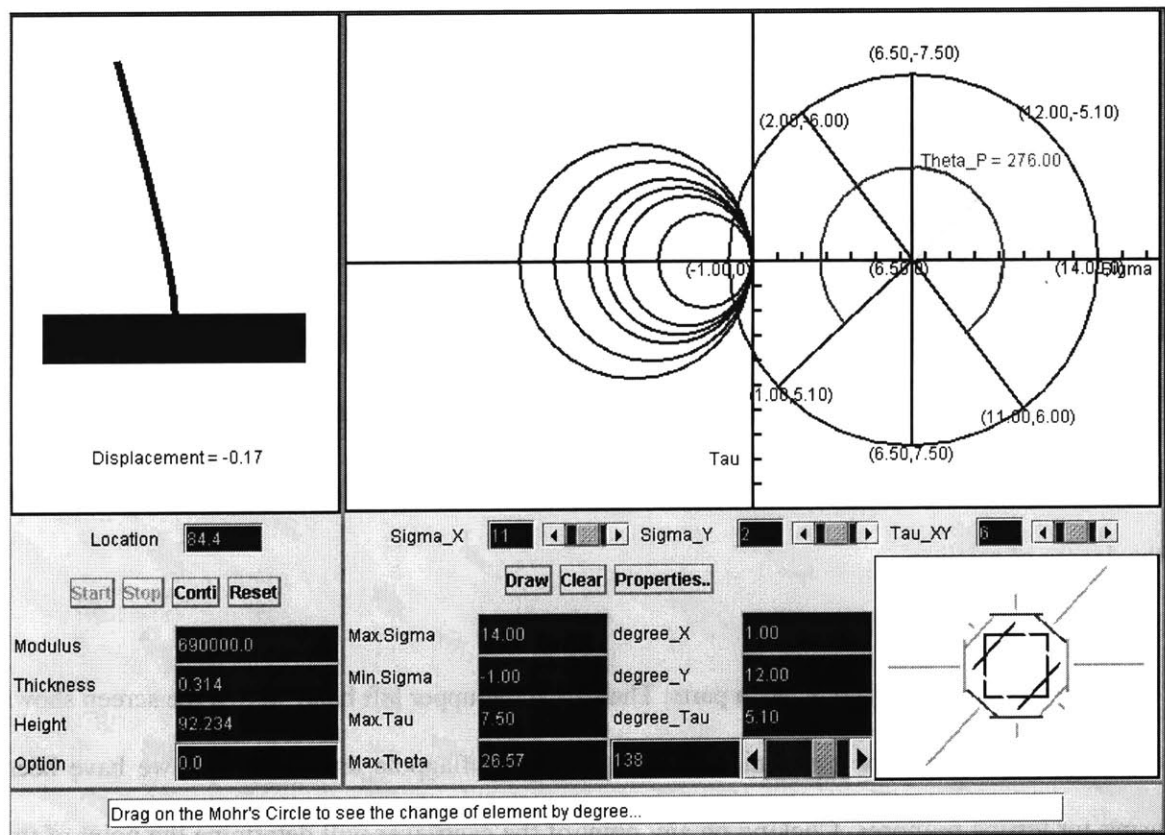 (6.50,-7.50)
(2.00,-6.00)
(12.00,-5.10)
Theta_P = 276.00
(-1.00,0)
(6.50,0)
(14.00,0)
Sigma
(1.00,5.10)
(11.00,6.00)
(6.50,7.50)
Tau
Displacement = -0.17
Location 84.4
Sigma_X 11 Sigma_Y 2 Tau_XY 6
Start Stop Conti Reset
Draw Clear Properties..
Modulus 690000.0
Thickness 0.314
Height 92.234
Option 0.0
Max.Sigma 14.00 degree_X 1.00
Min.Sigma -1.00 degree_Y 12.00
Max.Tau 7.50 degree_Tau 5.10
Max.Theta 26.57 138
Drag on the Mohr's Circle to see the change of element by degree...